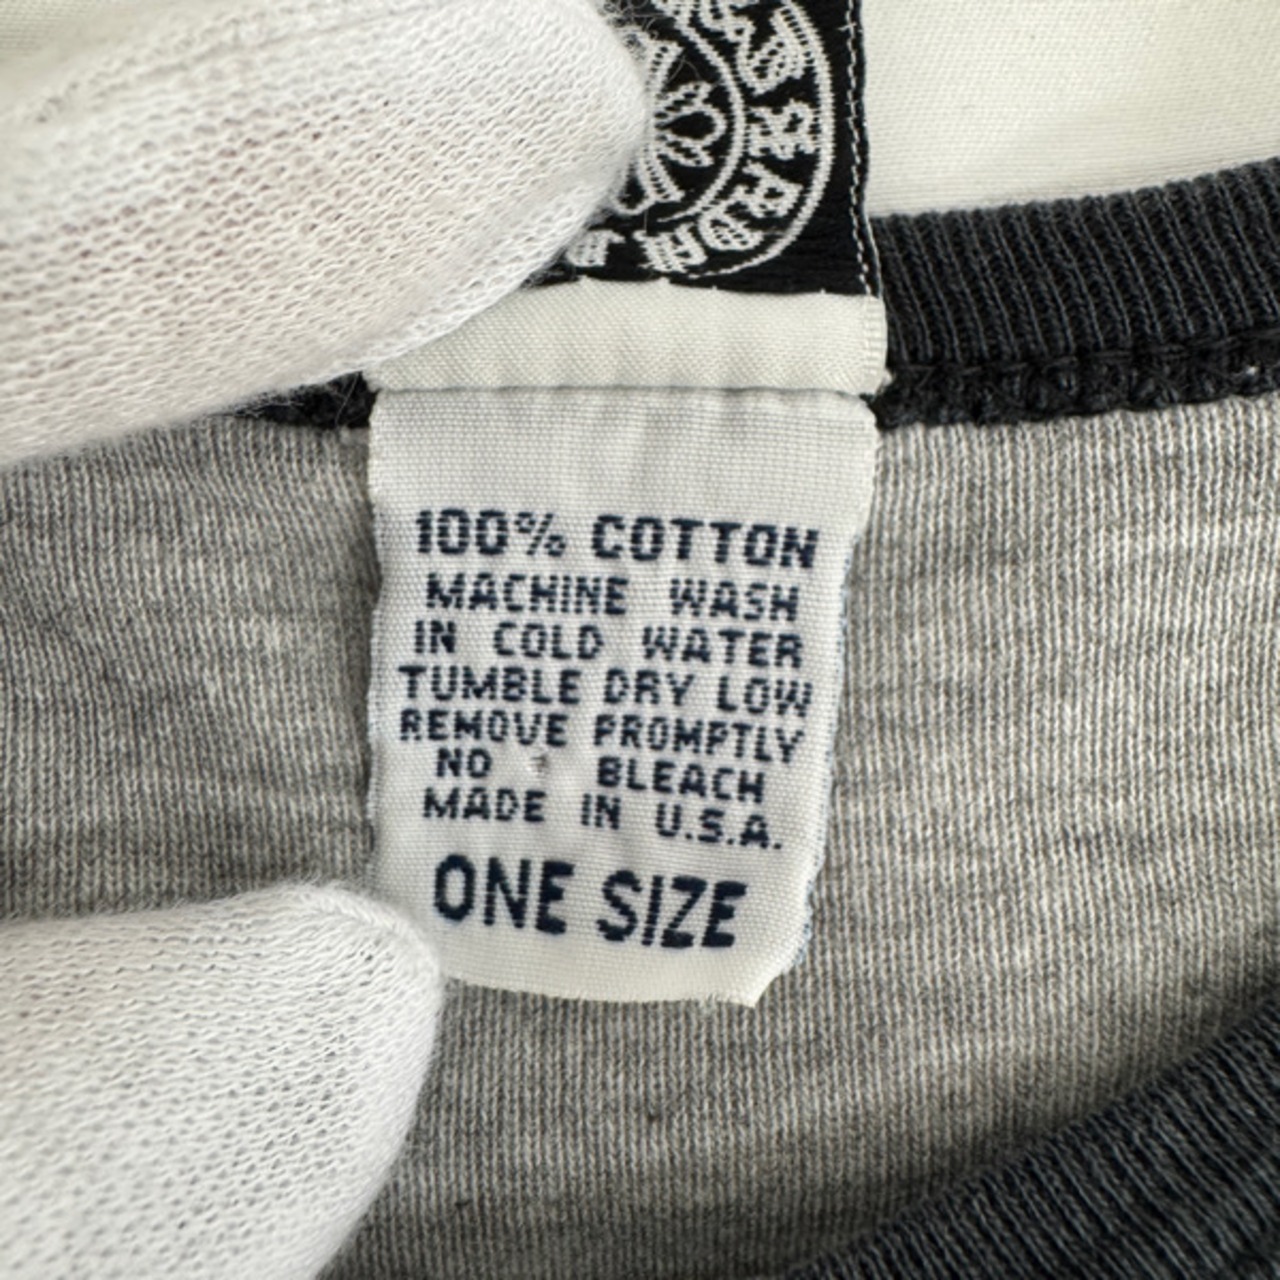 100% COTTON
MACHINE WASH
IN COLD WATER
TUMBLE DRY LOW
REMOVE PROMPTLY
NO BLEACH
MADE IN U.S.A.
ONE SIZE